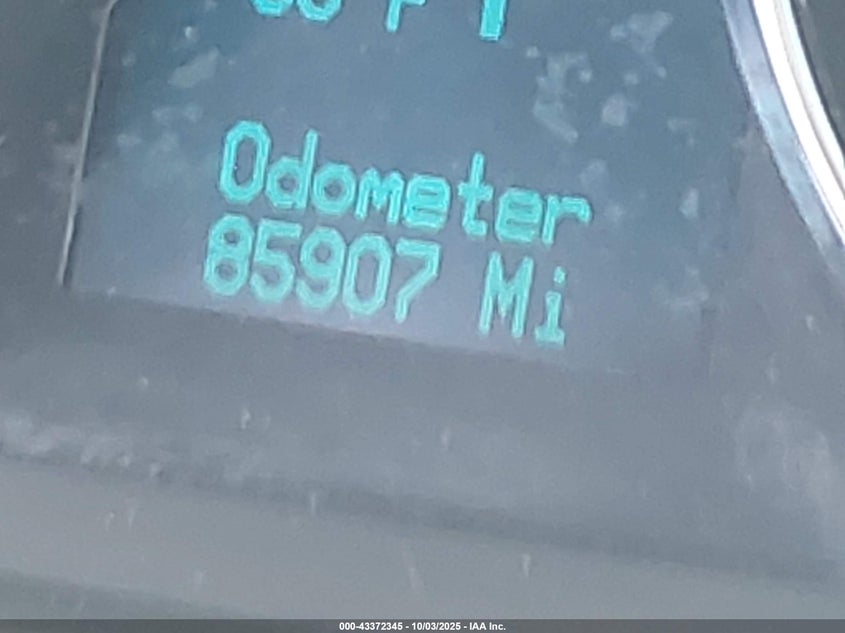 Odometer
85907 Mi
000-43372345 - 10/03/2025 - IAA Inc.